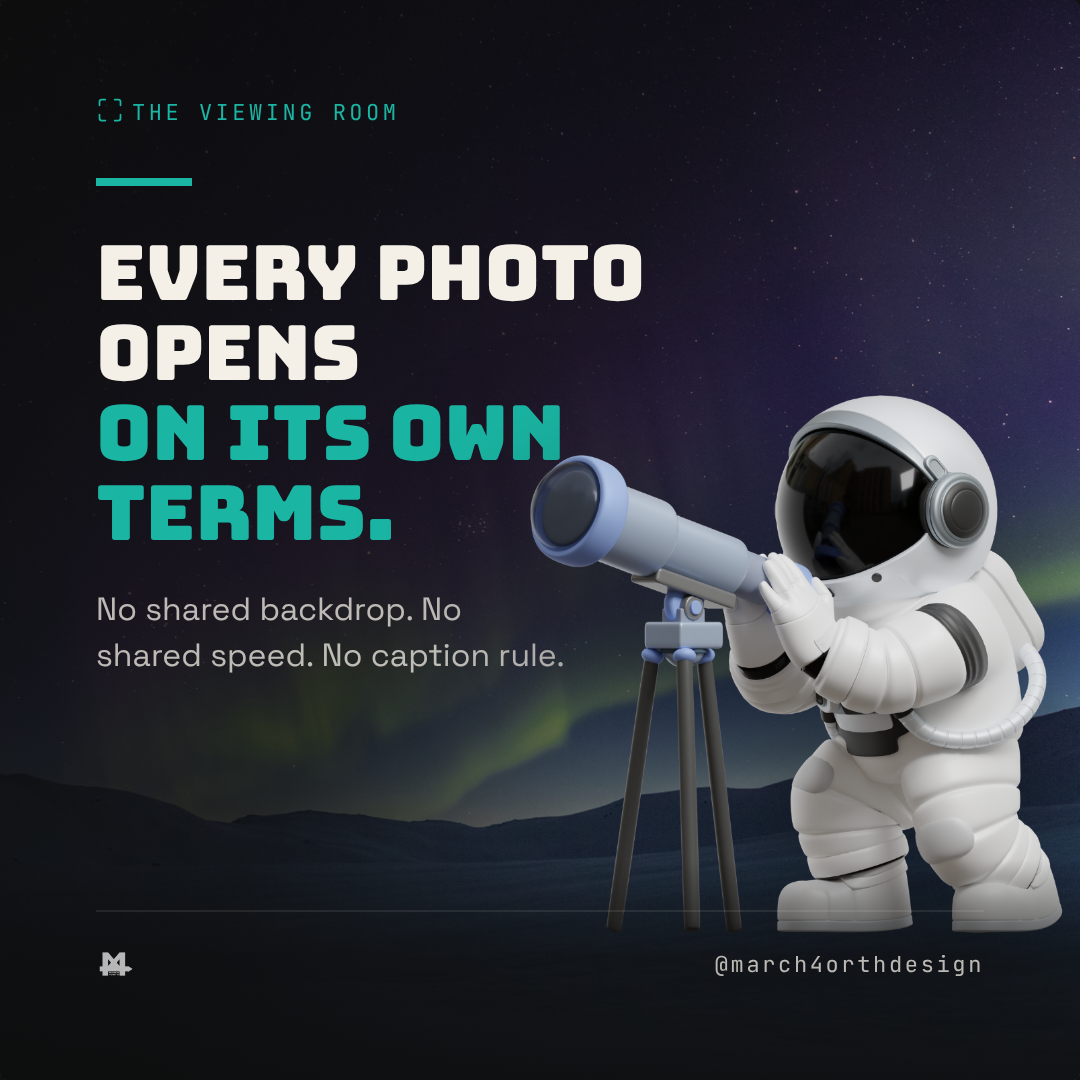 THE VIEWING ROOM
EVERY PHOTO
OPENS
ON ITS OWN
TERMS.
No shared backdrop. No
shared speed. No caption rule.
@march4orthdesign